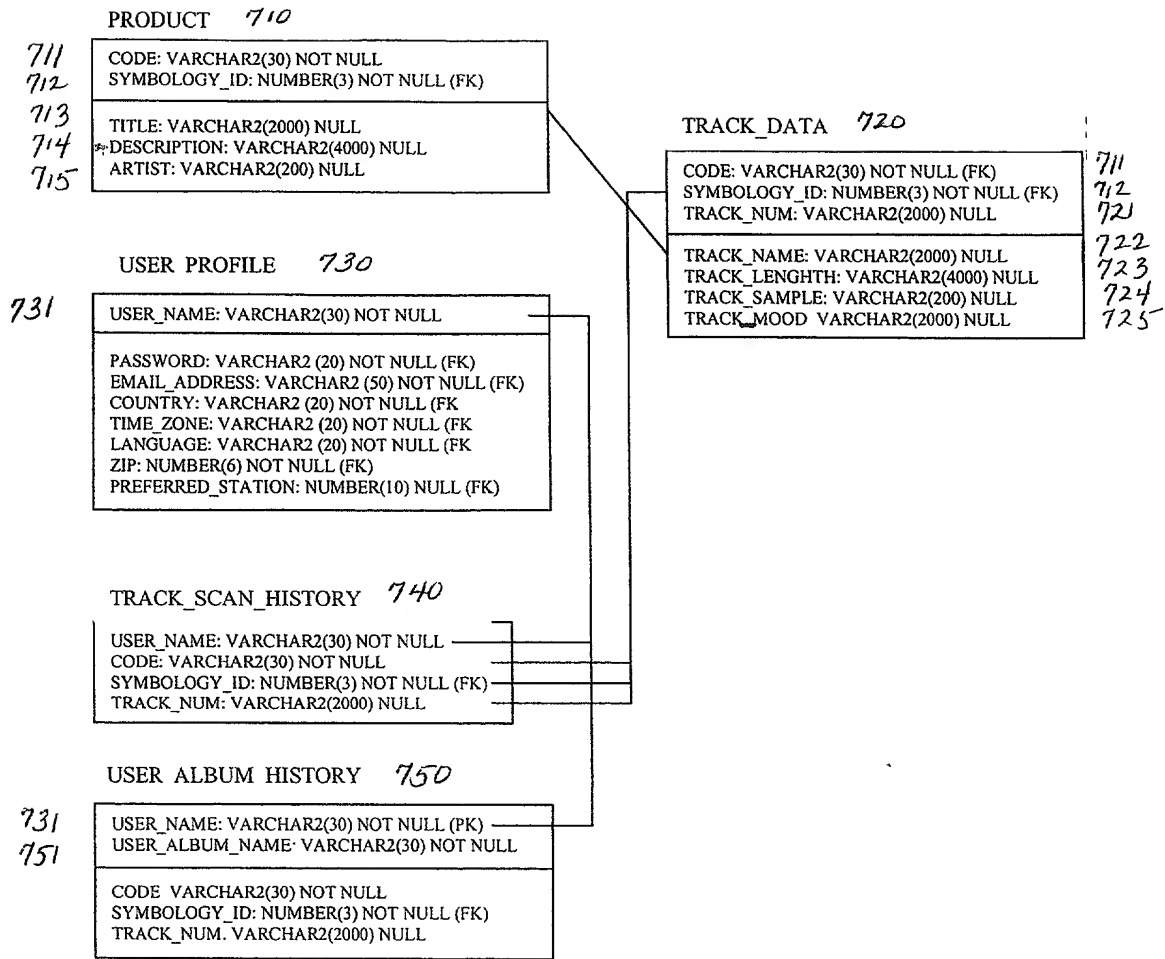 PRODUCT 710
711 CODE: VARCHAR2(30) NOT NULL
712 SYMBOLOGY_ID: NUMBER(3) NOT NULL (FK)
713 TITLE: VARCHAR2(2000) NULL
714 DESCRIPTION: VARCHAR2(4000) NULL
715 ARTIST: VARCHAR2(200) NULL
TRACK_DATA 720
CODE: VARCHAR2(30) NOT NULL (FK) 711
SYMBOLOGY_ID: NUMBER(3) NOT NULL (FK) 712
TRACK_NUM: VARCHAR2(2000) NULL 721
TRACK_NAME: VARCHAR2(2000) NULL 722
TRACK_LENGHTH: VARCHAR2(4000) NULL 723
TRACK_SAMPLE: VARCHAR2(200) NULL 724
TRACK_MOOD VARCHAR2(2000) NULL 725
USER PROFILE 730
731 USER_NAME: VARCHAR2(30) NOT NULL
PASSWORD: VARCHAR2 (20) NOT NULL (FK)
EMAIL_ADDRESS: VARCHAR2 (50) NOT NULL (FK)
COUNTRY: VARCHAR2 (20) NOT NULL (FK
TIME_ZONE: VARCHAR2 (20) NOT NULL (FK
LANGUAGE: VARCHAR2 (20) NOT NULL (FK
ZIP: NUMBER(6) NOT NULL (FK)
PREFERRED_STATION: NUMBER(10) NULL (FK)
TRACK_SCAN_HISTORY 740
USER_NAME: VARCHAR2(30) NOT NULL
CODE: VARCHAR2(30) NOT NULL
SYMBOLOGY_ID: NUMBER(3) NOT NULL (FK)
TRACK_NUM: VARCHAR2(2000) NULL
USER ALBUM HISTORY 750
731 USER_NAME: VARCHAR2(30) NOT NULL (PK)
751 USER_ALBUM_NAME· VARCHAR2(30) NOT NULL
CODE VARCHAR2(30) NOT NULL
SYMBOLOGY_ID: NUMBER(3) NOT NULL (FK)
TRACK_NUM. VARCHAR2(2000) NULL